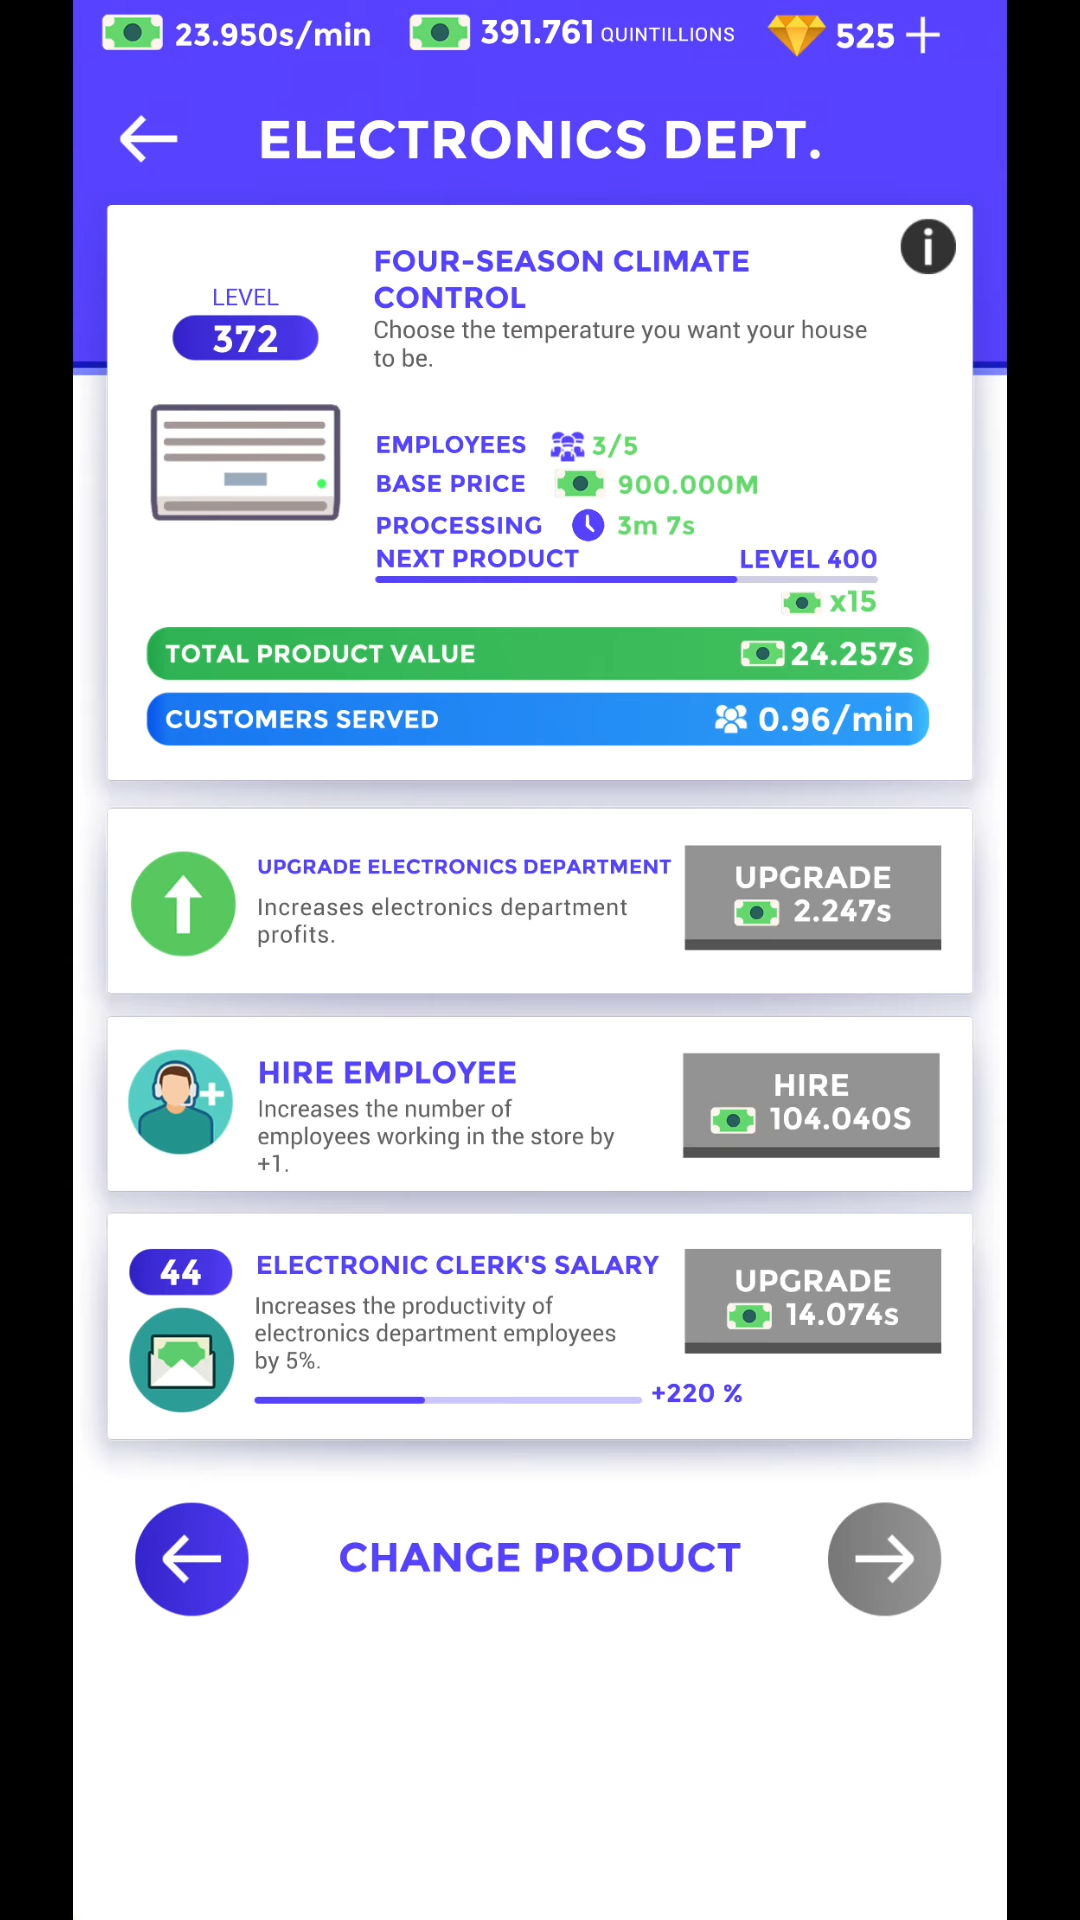 23.950s/min 391.761 QUINTILLIONS 525
ELECTRONICS DEPT.
FOUR-SEASON CLIMATE
CONTROL
Choose the temperature you want your house
to be.
LEVEL
372
EMPLOYEES 3/5
BASE PRICE 900.000M
PROCESSING 3m 7s
NEXT PRODUCT LEVEL 400
x15
TOTAL PRODUCT VALUE 24.257s
CUSTOMERS SERVED 0.96/min
UPGRADE ELECTRONICS DEPARTMENT
Increases electronics department
profits.
UPGRADE
2.247s
HIRE EMPLOYEE
Increases the number of
employees working in the store by
+1.
HIRE
104.040S
44
ELECTRONIC CLERK'S SALARY
Increases the productivity of
electronics department employees
by 5%.
+220 %
UPGRADE
14.074s
CHANGE PRODUCT